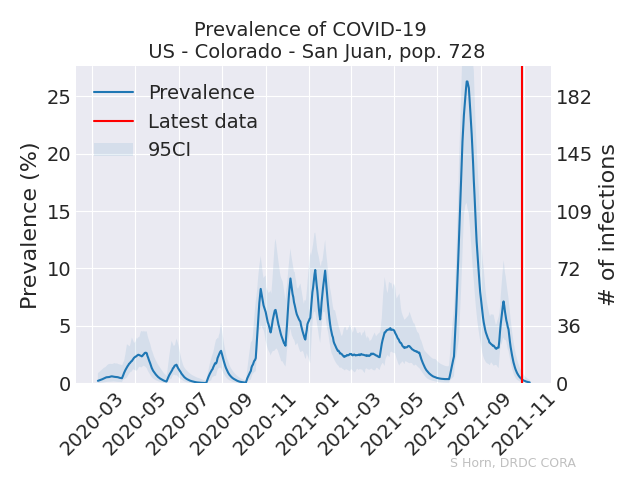 Prevalence of COVID-19
US - Colorado - San Juan, pop. 728
Prevalence
Latest data
95CI
Prevalence (%)
25
20
15
10
5
0
182
145
109
72
36
0
# of infections
2020-03
2020-05
2020-07
2020-09
2020-11
2021-01
2021-03
2021-05
2021-07
2021-09
2021-11
S Horn, DRDC CORA